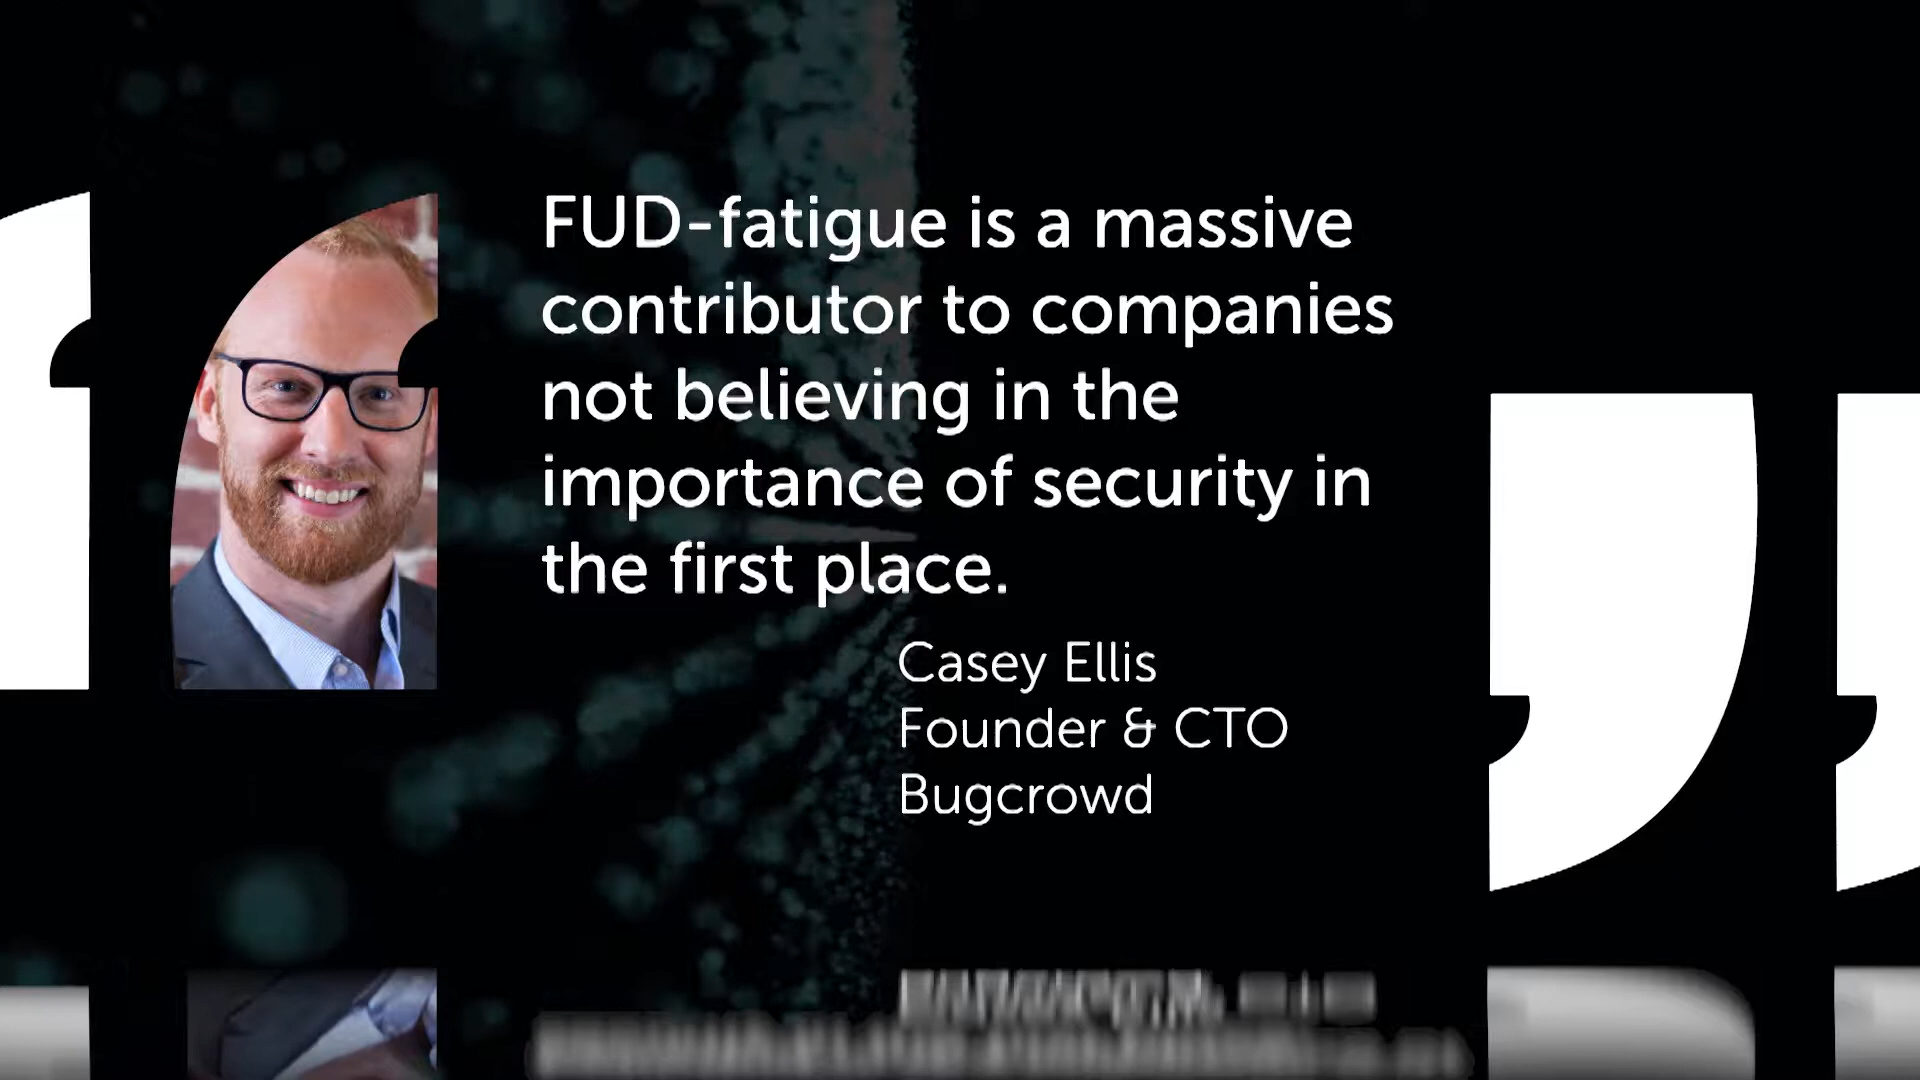 FUD-fatigue is a massive
contributor to companies
not believing in the
importance of security in
the first place.
Casey Ellis
Founder & CTO
Bugcrowd